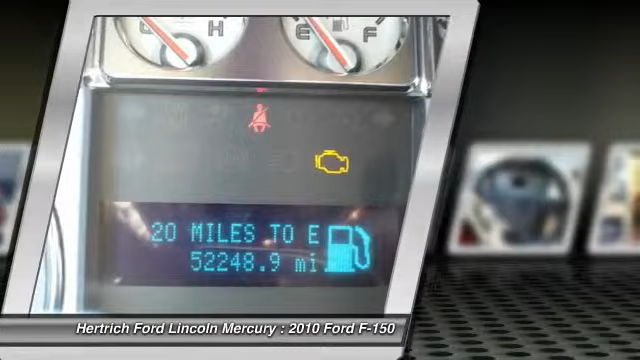 C H E F
20 MILES TO E
52248.9 mi
Hertrich Ford Lincoln Mercury : 2010 Ford F-150